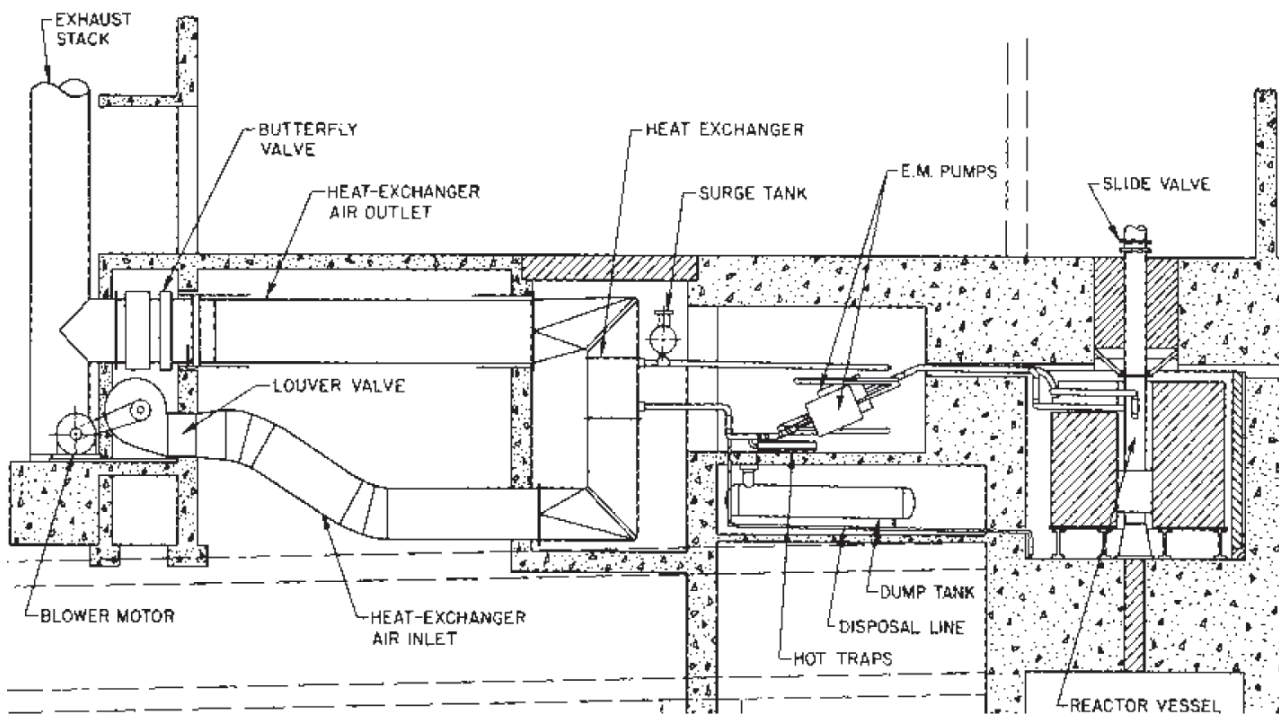 EXHAUST
STACK
BUTTERFLY
VALVE
HEAT EXCHANGER
E.M. PUMPS
SLIDE VALVE
HEAT-EXCHANGER
AIR OUTLET
SURGE TANK
LOUVER VALVE
BLOWER MOTOR
HEAT-EXCHANGER
AIR INLET
DUMP TANK
DISPOSAL LINE
HOT TRAPS
REACTOR VESSEL